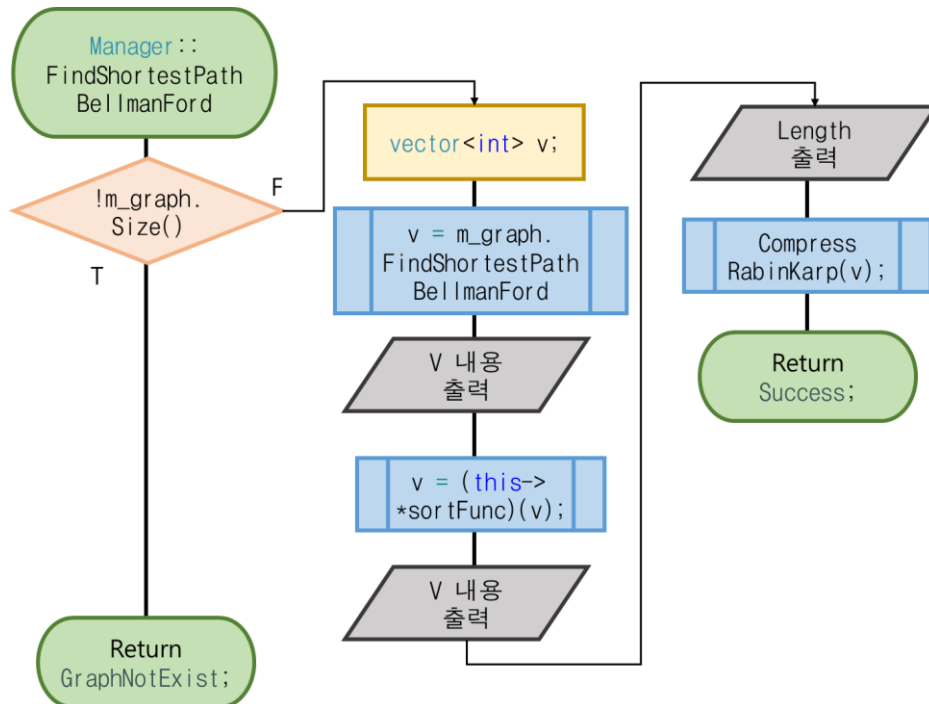 Manager::
FindShortestPath
BellmanFord
!m_graph.
Size()
F
T
Return
GraphNotExist;
vector<int> v;
v = m_graph.
FindShortestPath
BellmanFord
V 내용
출력
v = (this->
*sortFunc)(v);
V 내용
출력
Length
출력
Compress
RabinKarp(v);
Return
Success;